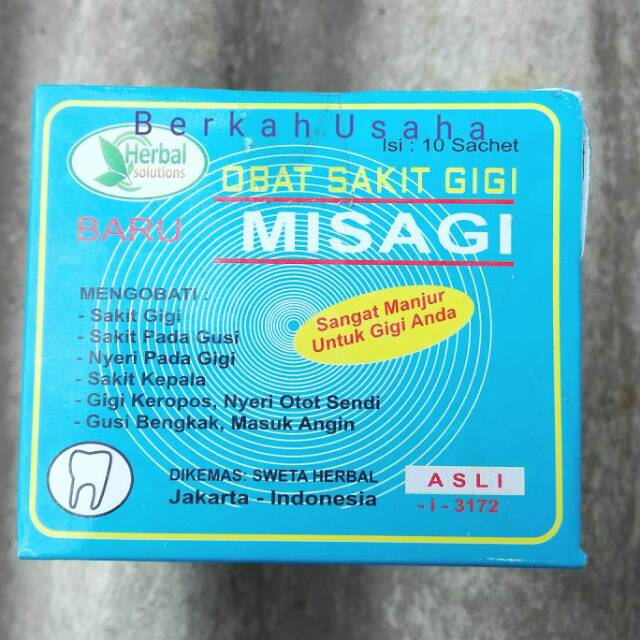 BerkahUsaha
Isi : 10 Sachet
Herbal
solutions
OBAT SAKIT GIGI
BARU
MISAGI
MENGOBATI :
- Sakit Gigi
- Sakit Pada Gusi
- Nyeri Pada Gigi
- Sakit Kepala
- Gigi Keropos, Nyeri Otot Sendi
- Gusi Bengkak, Masuk Angin
Sangat Manjur
Untuk Gigi Anda
DIKEMAS: SWETA HERBAL
Jakarta - Indonesia
ASLI
- i - 3172